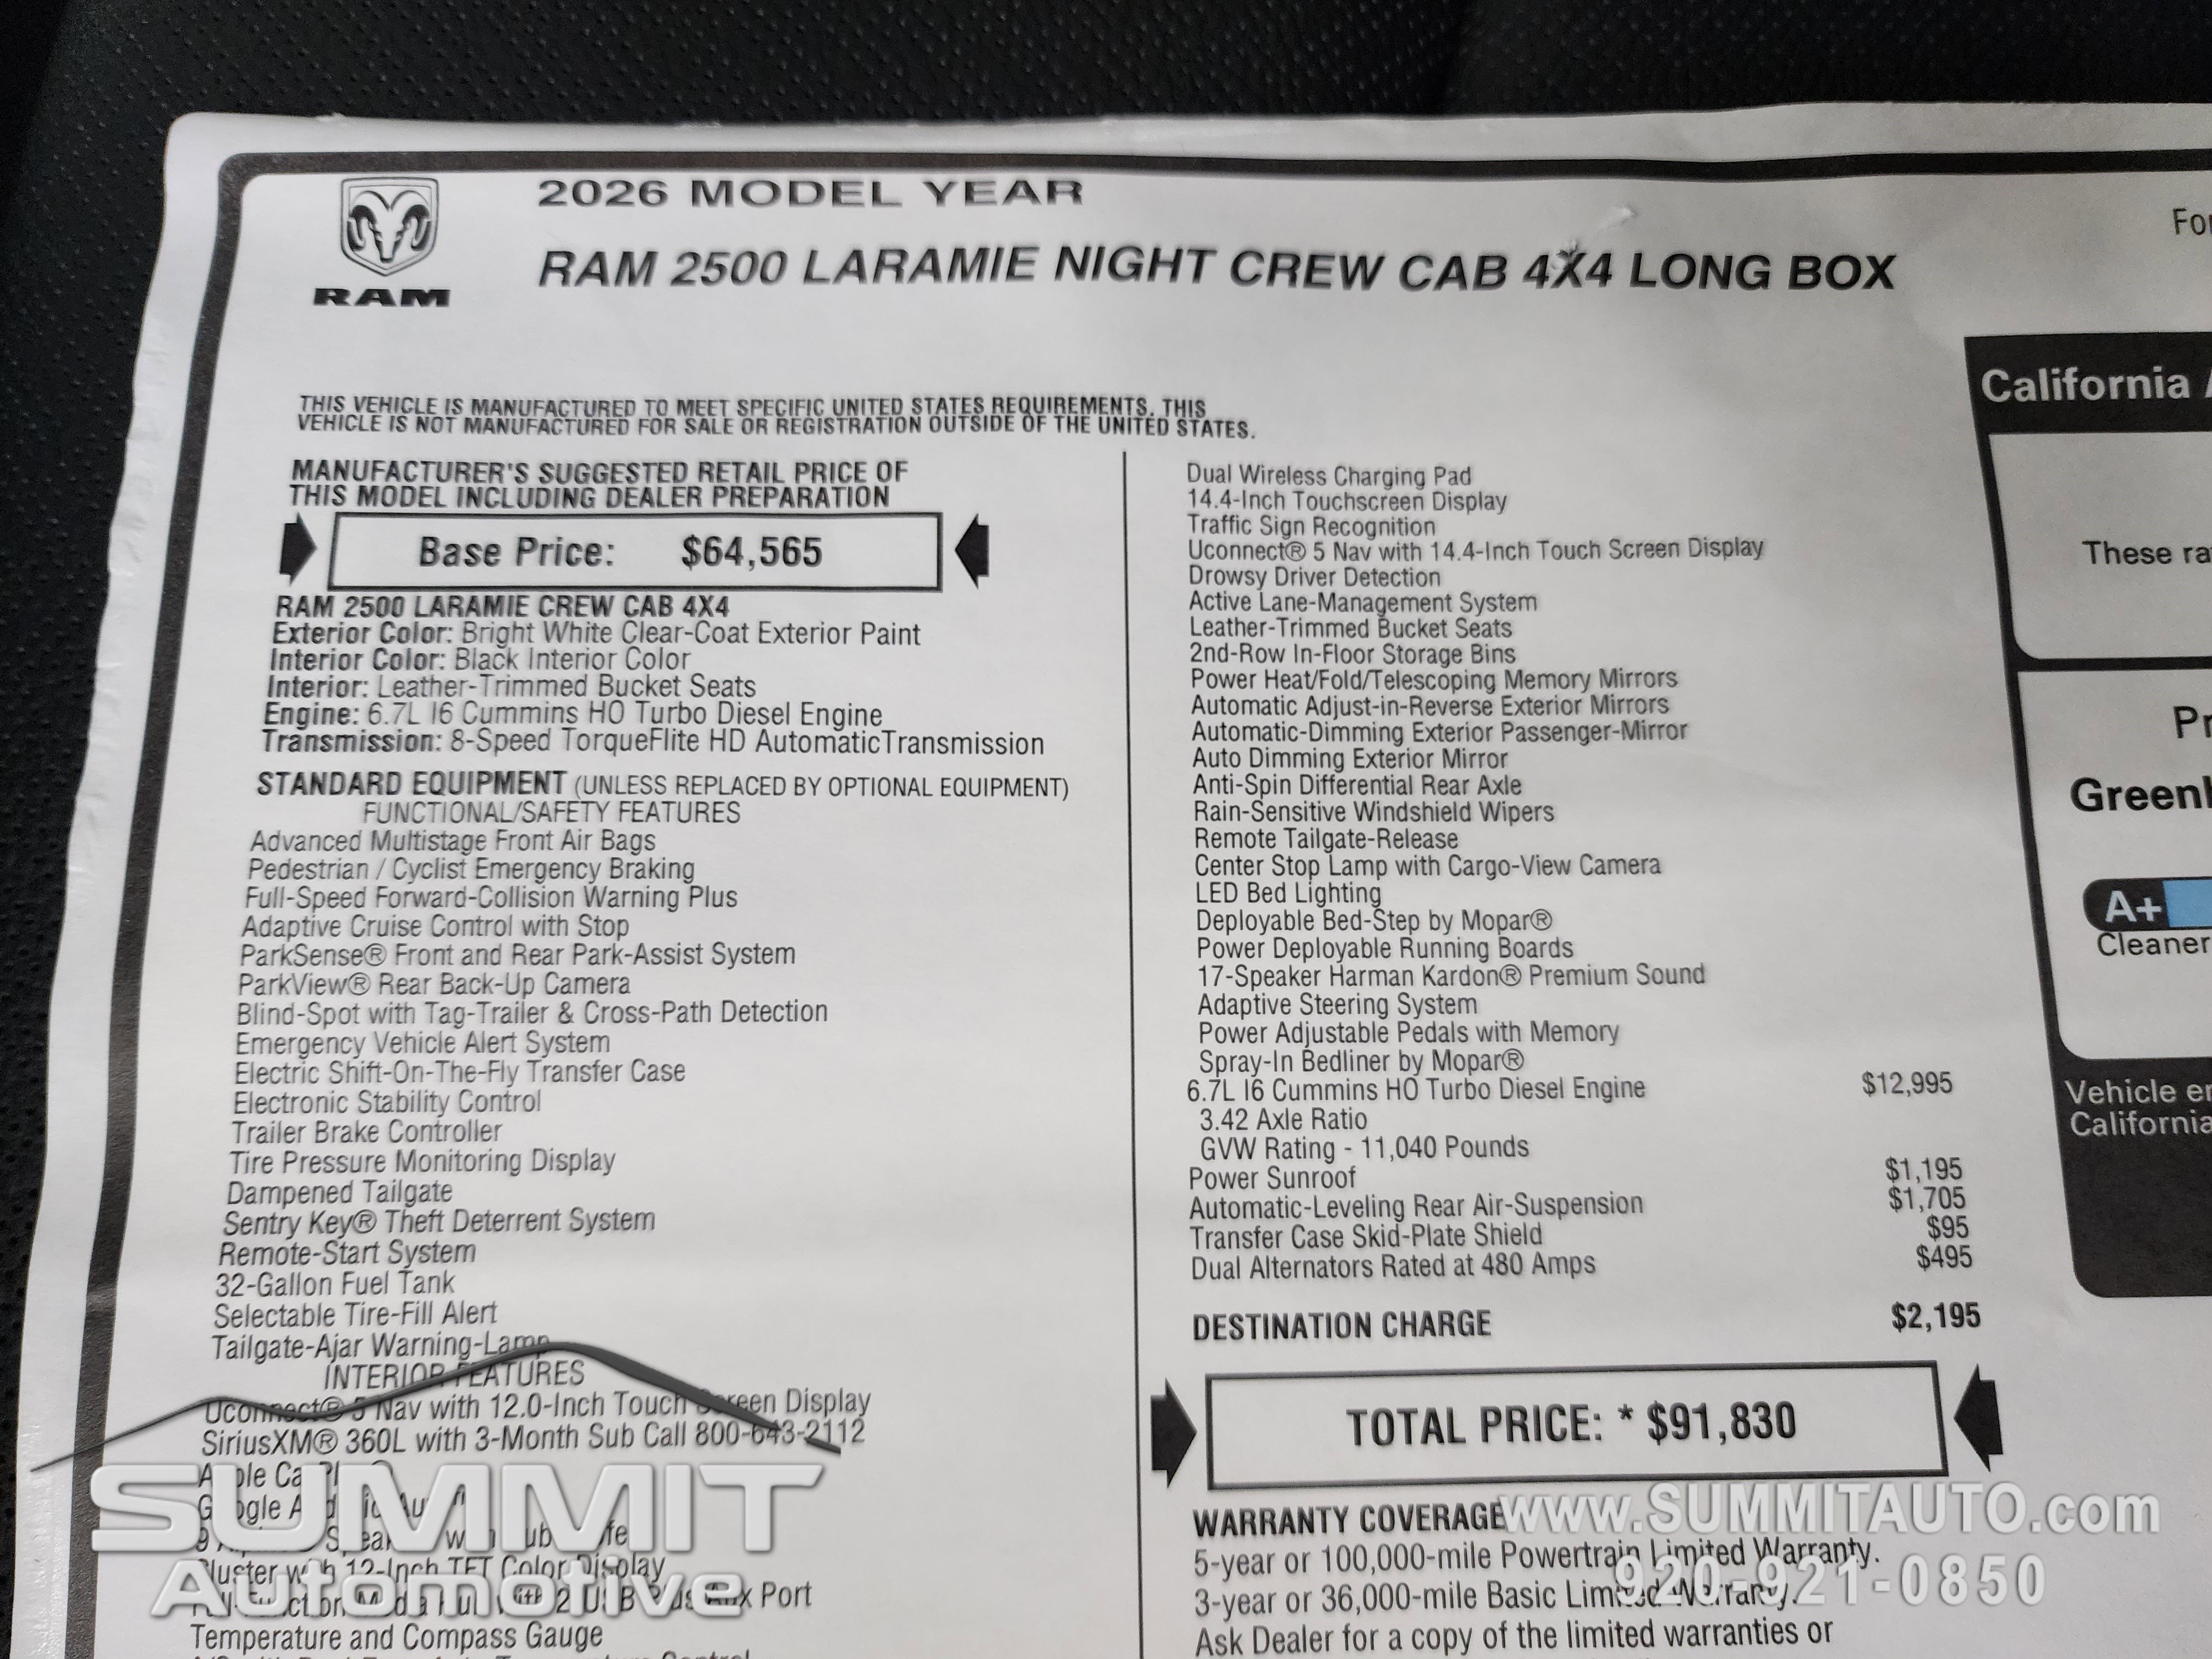 RAM
2026 MODEL YEAR
RAM 2500 LARAMIE NIGHT CREW CAB 4X4 LONG BOX
THIS VEHICLE IS MANUFACTURED TO MEET SPECIFIC UNITED STATES REQUIREMENTS. THIS
VEHICLE IS NOT MANUFACTURED FOR SALE OR REGISTRATION OUTSIDE OF THE UNITED STATES.
MANUFACTURER'S SUGGESTED RETAIL PRICE OF
THIS MODEL INCLUDING DEALER PREPARATION
Base Price: $64,565
RAM 2500 LARAMIE CREW CAB 4X4
Exterior Color: Bright White Clear-Coat Exterior Paint
Interior Color: Black Interior Color
Interior: Leather-Trimmed Bucket Seats
Engine: 6.7L I6 Cummins HO Turbo Diesel Engine
Transmission: 8-Speed TorqueFlite HD AutomaticTransmission
STANDARD EQUIPMENT (UNLESS REPLACED BY OPTIONAL EQUIPMENT)
FUNCTIONAL/SAFETY FEATURES
Advanced Multistage Front Air Bags
Pedestrian / Cyclist Emergency Braking
Full-Speed Forward-Collision Warning Plus
Adaptive Cruise Control with Stop
ParkSense® Front and Rear Park-Assist System
ParkView® Rear Back-Up Camera
Blind-Spot with Tag-Trailer & Cross-Path Detection
Emergency Vehicle Alert System
Electric Shift-On-The-Fly Transfer Case
Electronic Stability Control
Trailer Brake Controller
Tire Pressure Monitoring Display
Dampened Tailgate
Sentry Key® Theft Deterrent System
Remote-Start System
32-Gallon Fuel Tank
Selectable Tire-Fill Alert
Tailgate-Ajar Warning-Lamp
INTERIOR FEATURES
Uconnect® 5 Nav with 12.0-Inch Touch Screen Display
SiriusXM® 360L with 3-Month Sub Call 800-643-2112
Cluster with 12-Inch TFT Color Display
Port
Temperature and Compass Gauge
Dual Wireless Charging Pad
14.4-Inch Touchscreen Display
Traffic Sign Recognition
Uconnect® 5 Nav with 14.4-Inch Touch Screen Display
Drowsy Driver Detection
Active Lane-Management System
Leather-Trimmed Bucket Seats
2nd-Row In-Floor Storage Bins
Power Heat/Fold/Telescoping Memory Mirrors
Automatic Adjust-in-Reverse Exterior Mirrors
Automatic-Dimming Exterior Passenger-Mirror
Auto Dimming Exterior Mirror
Anti-Spin Differential Rear Axle
Rain-Sensitive Windshield Wipers
Remote Tailgate-Release
Center Stop Lamp with Cargo-View Camera
LED Bed Lighting
Deployable Bed-Step by Mopar®
Power Deployable Running Boards
17-Speaker Harman Kardon® Premium Sound
Adaptive Steering System
Power Adjustable Pedals with Memory
Spray-In Bedliner by Mopar®
6.7L I6 Cummins HO Turbo Diesel Engine $12,995
3.42 Axle Ratio
GVW Rating - 11,040 Pounds
Power Sunroof $1,195
Automatic-Leveling Rear Air-Suspension $1,705
Transfer Case Skid-Plate Shield $95
Dual Alternators Rated at 480 Amps $495
DESTINATION CHARGE $2,195
TOTAL PRICE: * $91,830
WARRANTY COVERAGE
5-year or 100,000-mile Powertrain Limited Warranty.
3-year or 36,000-mile Basic Limited Warranty.
Ask Dealer for a copy of the limited warranties or
California
These
A+
Cleaner
Vehicle
California
SUMMIT
Automotive
www.SUMMITAUTO.com
920-921-0850